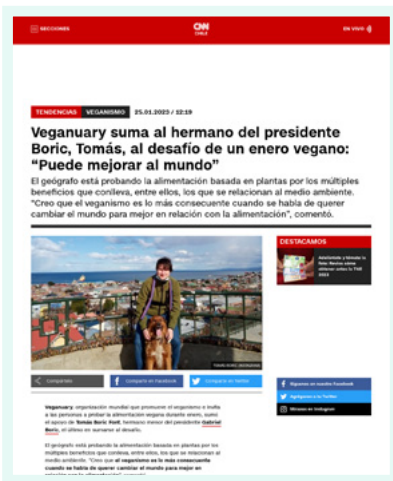 SECCIONES
CNN
CHILE
EN VIVO
TENDENCIAS VEGANISMO 25.01.2023 / 12:19
Veganuary suma al hermano del presidente
Boric, Tomás, al desafío de un enero vegano:
“Puede mejorar al mundo”
El geógrafo está probando la alimentación basada en plantas por los múltiples
beneficios que conlleva, entre ellos, los que se relacionan al medio ambiente.
“Creo que el veganismo es lo más consecuente cuando se habla de querer
cambiar el mundo para mejor en relación con la alimentación”, comentó.
DESTACAMOS
Compártelo
Compartir en Facebook
Compartir en Twitter
Síguenos en nuestro Facebook
Agréganos a tu Twitter
Míranos en Instagram
Veganuary, organización mundial que promueve el veganismo e invita
a las personas a probar la alimentación vegana durante enero, sumó
el apoyo de Tomás Boric Font, hermano menor del presidente Gabriel
Boric, el último en sumarse al desafío.
El geógrafo está probando la alimentación basada en plantas por los
múltiples beneficios que conlleva, entre ellos, los que se relacionan al
medio ambiente. “Creo que el veganismo es lo más consecuente
cuando se habla de querer cambiar el mundo para mejor en